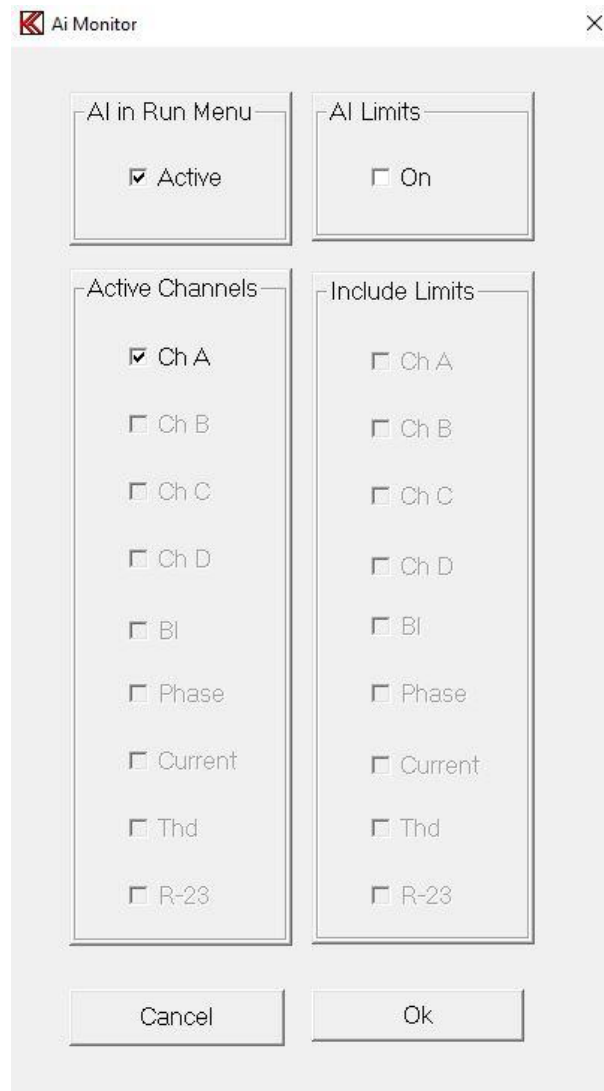 Ai Monitor
AI in Run Menu
Active
AI Limits
On
Active Channels
Ch A
Ch B
Ch C
Ch D
BI
Phase
Current
Thd
R-23
Include Limits
Ch A
Ch B
Ch C
Ch D
BI
Phase
Current
Thd
R-23
Cancel
Ok